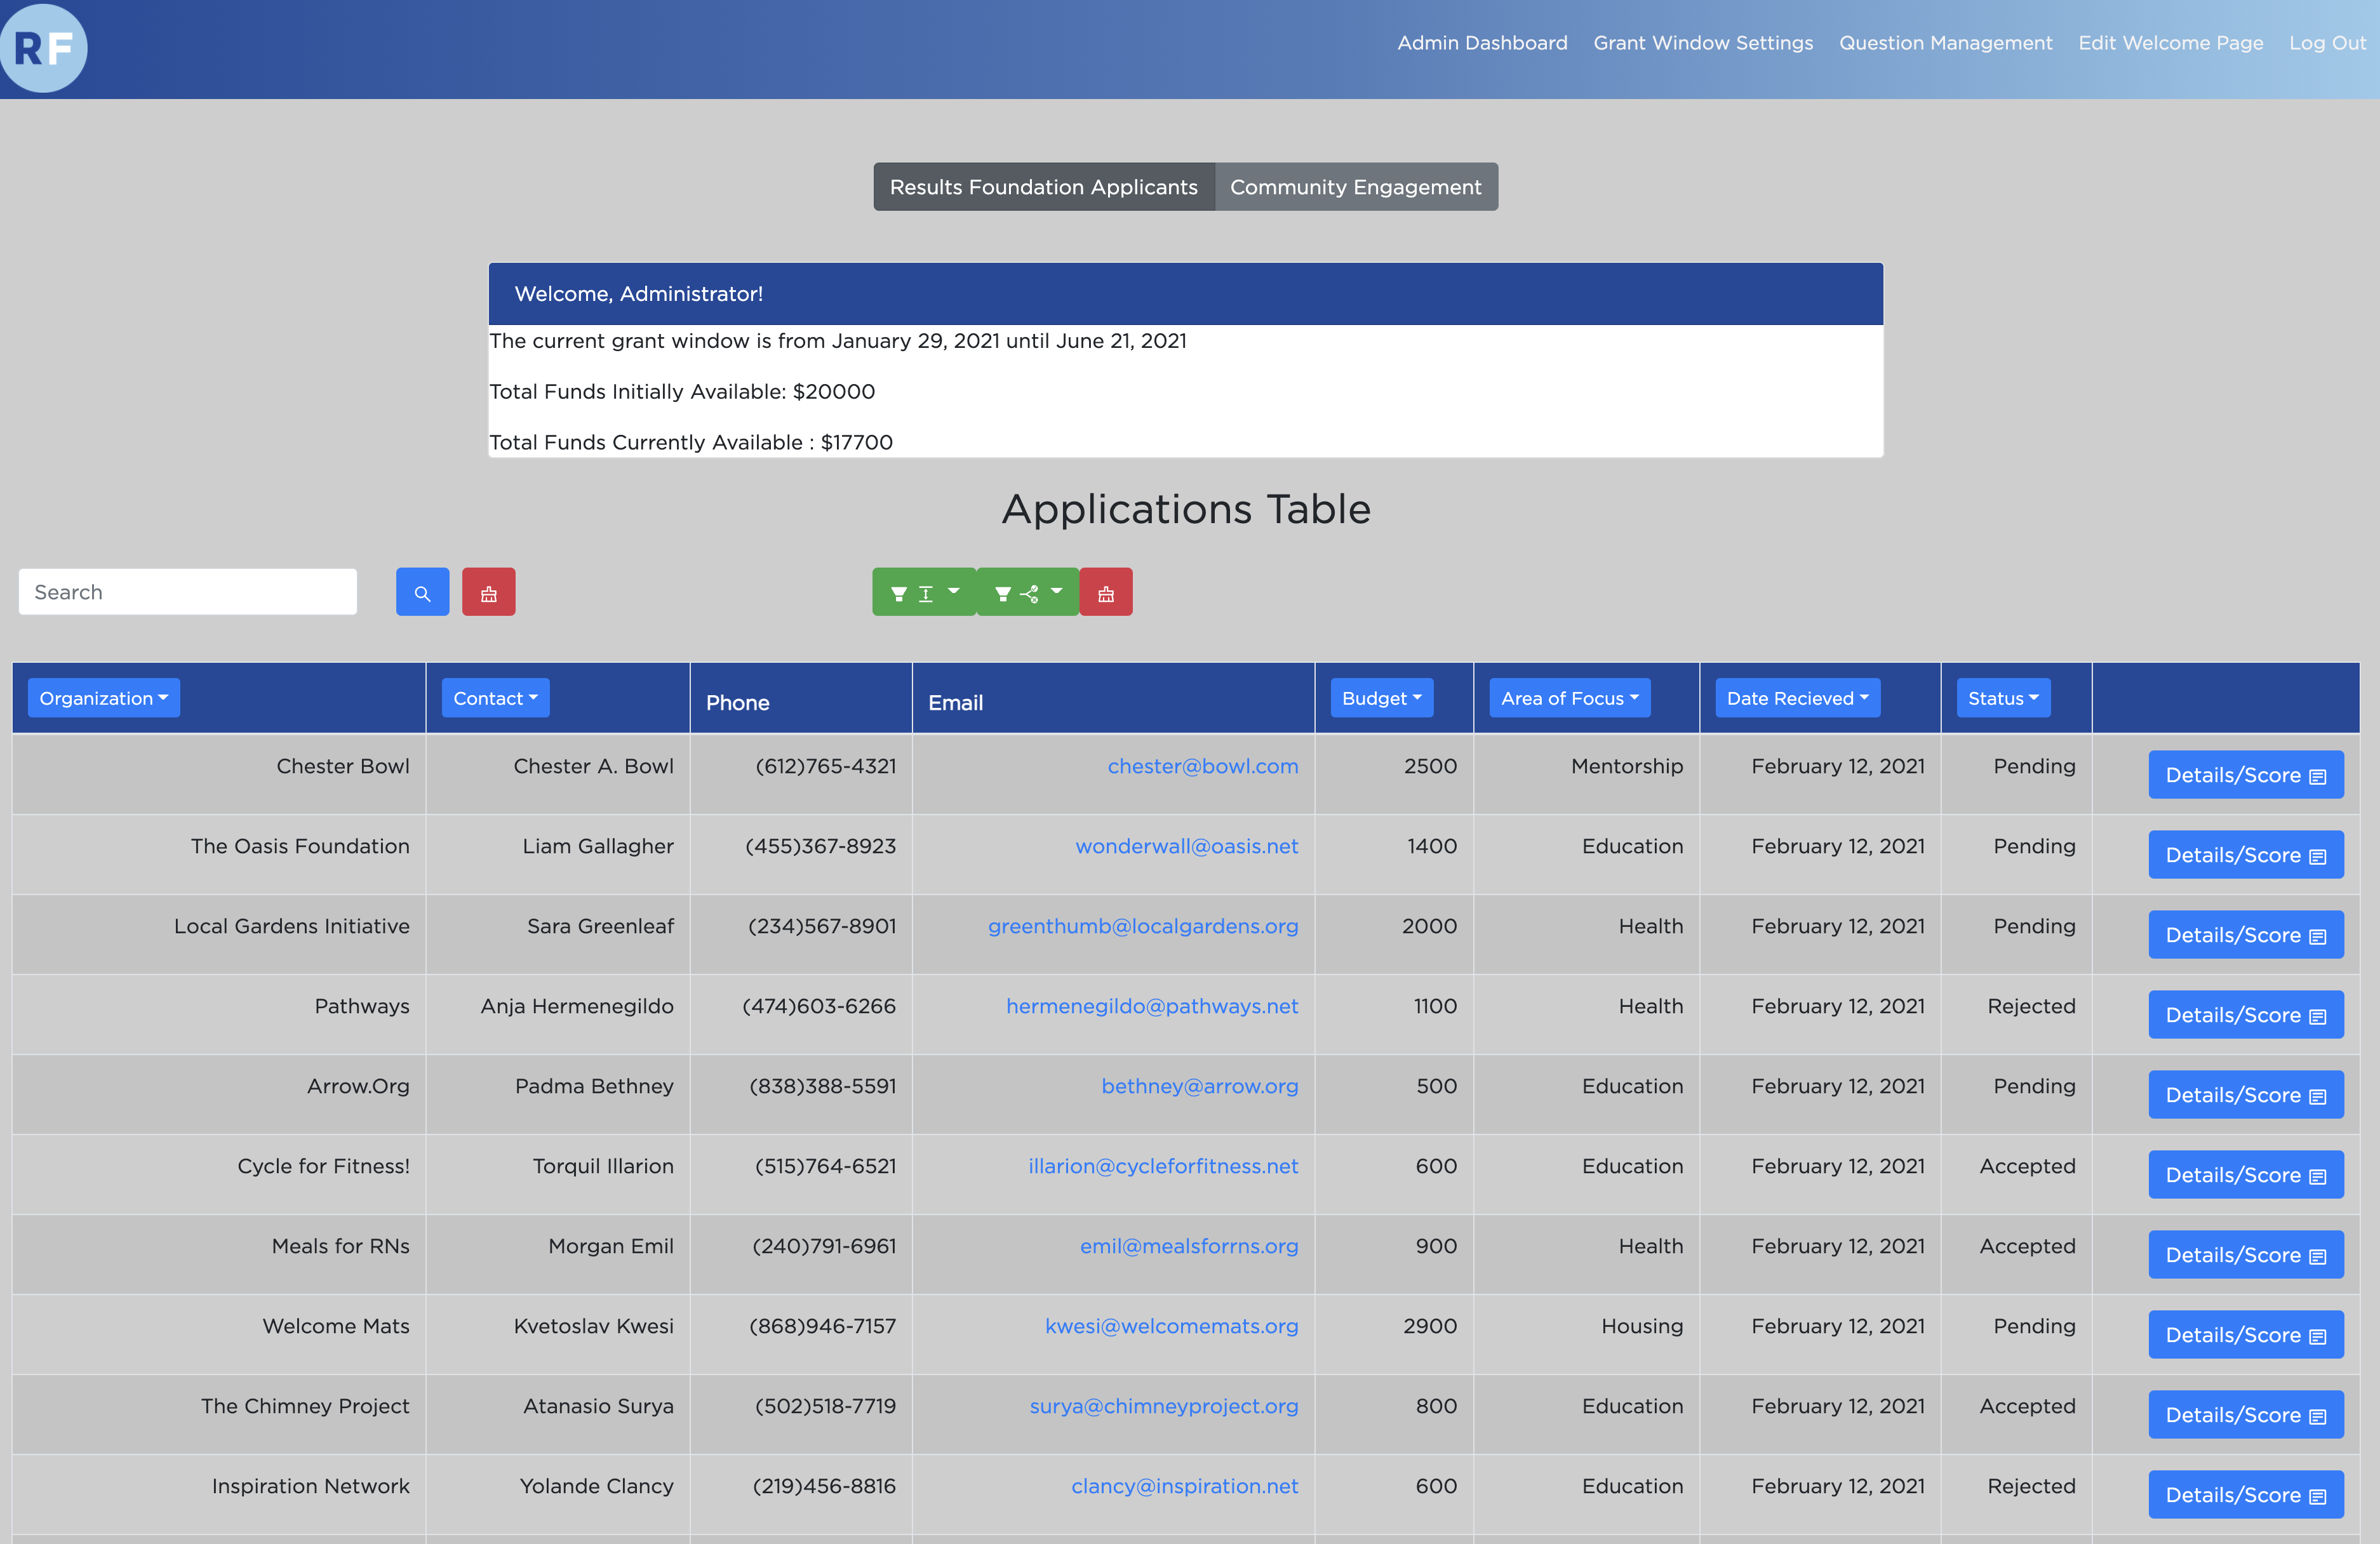 RF
Admin Dashboard Grant Window Settings Question Management Edit Welcome Page Log Out
Results Foundation Applicants Community Engagement
Welcome, Administrator!
The current grant window is from January 29, 2021 until June 21, 2021
Total Funds Initially Available: $20000
Total Funds Currently Available : $17700
Applications Table
Search
Organization Contact Phone Email Budget Area of Focus Date Recieved Status
Chester Bowl Chester A. Bowl (612)765-4321 chester@bowl.com 2500 Mentorship February 12, 2021 Pending Details/Score
The Oasis Foundation Liam Gallagher (455)367-8923 wonderwall@oasis.net 1400 Education February 12, 2021 Pending Details/Score
Local Gardens Initiative Sara Greenleaf (234)567-8901 greenthumb@localgardens.org 2000 Health February 12, 2021 Pending Details/Score
Pathways Anja Hermenegildo (474)603-6266 hermenegildo@pathways.net 1100 Health February 12, 2021 Rejected Details/Score
Arrow.Org Padma Bethney (838)388-5591 bethney@arrow.org 500 Education February 12, 2021 Pending Details/Score
Cycle for Fitness! Torquil Illarion (515)764-6521 illarion@cycleforfitness.net 600 Education February 12, 2021 Accepted Details/Score
Meals for RNs Morgan Emil (240)791-6961 emil@mealsforrns.org 900 Health February 12, 2021 Accepted Details/Score
Welcome Mats Kvetoslav Kwesi (868)946-7157 kwesi@welcomemats.org 2900 Housing February 12, 2021 Pending Details/Score
The Chimney Project Atanasio Surya (502)518-7719 surya@chimneyproject.org 800 Education February 12, 2021 Accepted Details/Score
Inspiration Network Yolande Clancy (219)456-8816 clancy@inspiration.net 600 Education February 12, 2021 Rejected Details/Score